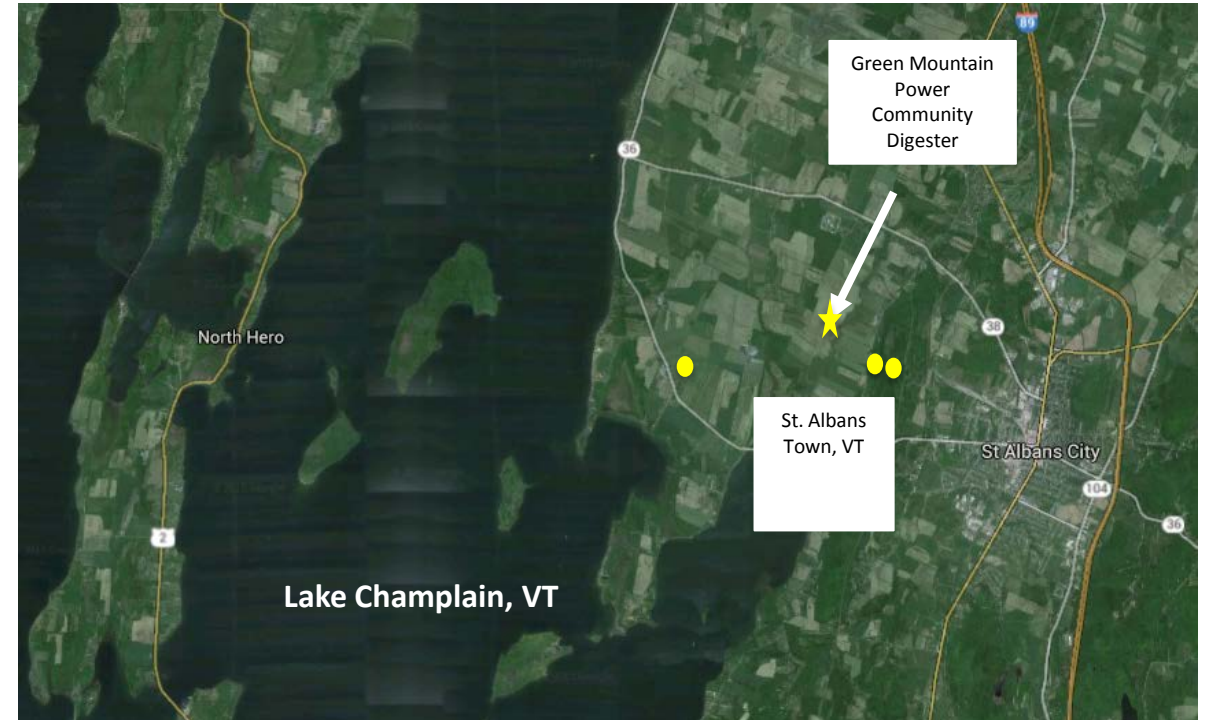 89
Green Mountain
Power
Community
Digester
36
38
North Hero
St. Albans
Town, VT
St Albans City
104
36
2
Lake Champlain, VT